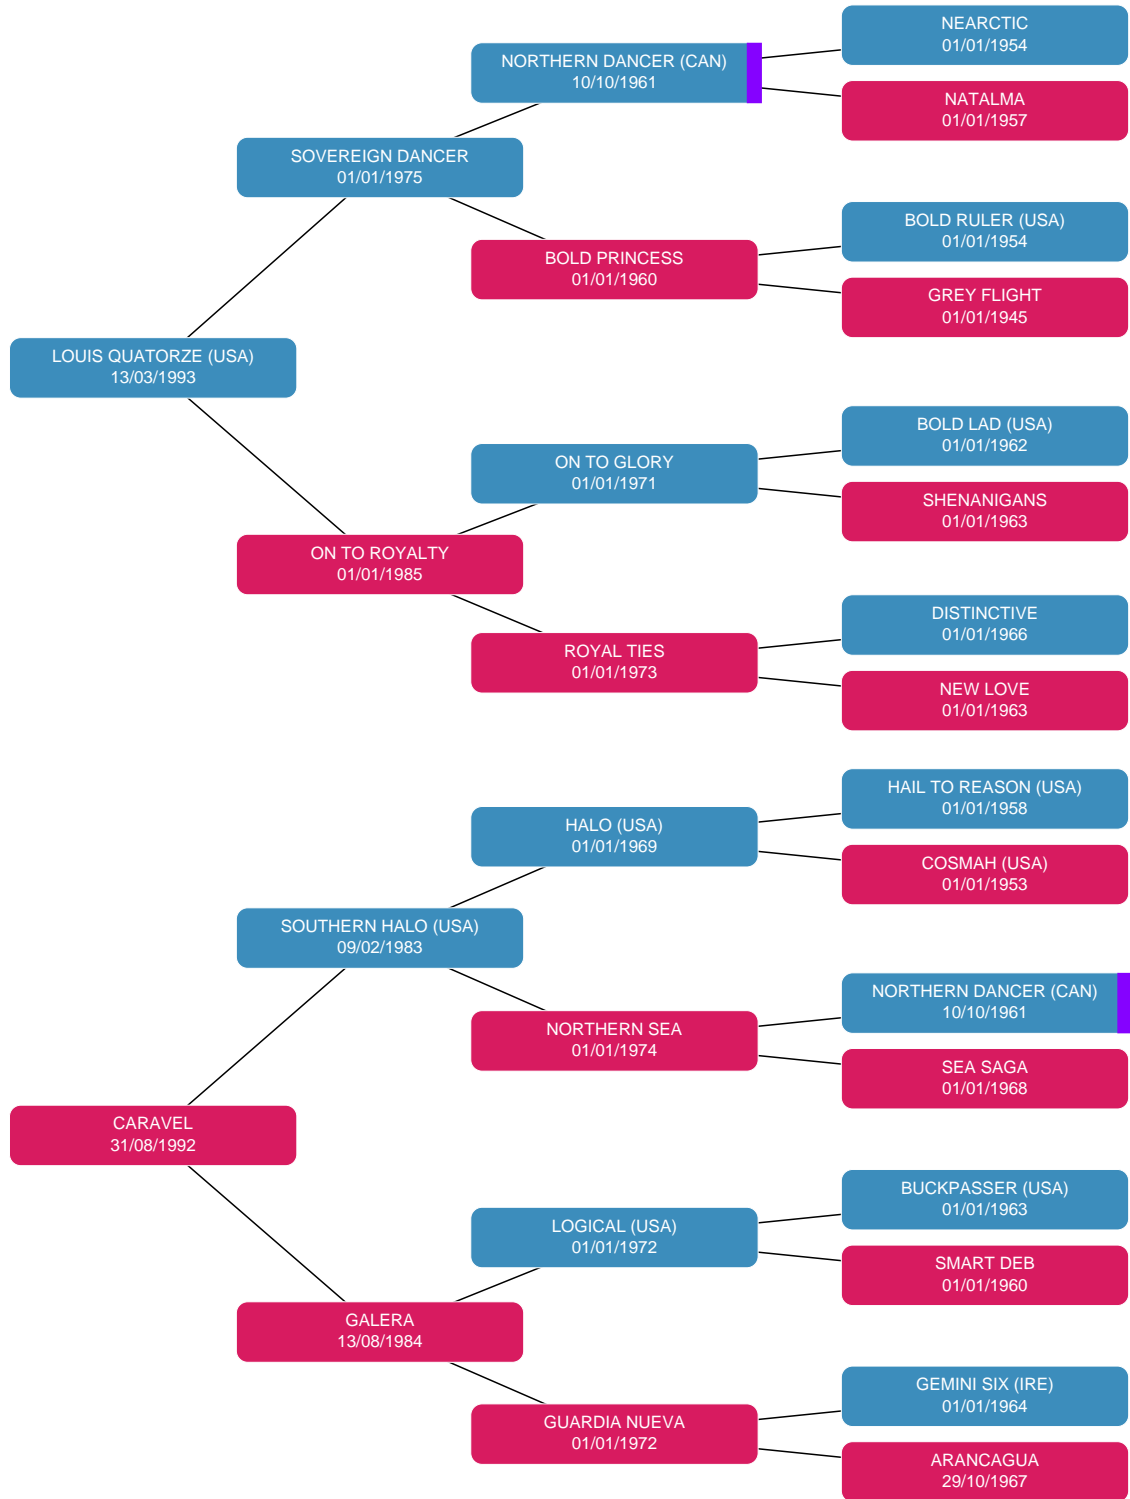 NEARCTIC
01/01/1954
NORTHERN DANCER (CAN)
10/10/1961
NATALMA
01/01/1957
SOVEREIGN DANCER
01/01/1975
BOLD RULER (USA)
01/01/1954
BOLD PRINCESS
01/01/1960
GREY FLIGHT
01/01/1945
LOUIS QUATORZE (USA)
13/03/1993
BOLD LAD (USA)
01/01/1962
ON TO GLORY
01/01/1971
SHENANIGANS
01/01/1963
ON TO ROYALTY
01/01/1985
DISTINCTIVE
01/01/1966
ROYAL TIES
01/01/1973
NEW LOVE
01/01/1963
HAIL TO REASON (USA)
01/01/1958
HALO (USA)
01/01/1969
COSMAH (USA)
01/01/1953
SOUTHERN HALO (USA)
09/02/1983
NORTHERN DANCER (CAN)
10/10/1961
NORTHERN SEA
01/01/1974
SEA SAGA
01/01/1968
CARAVEL
31/08/1992
BUCKPASSER (USA)
01/01/1963
LOGICAL (USA)
01/01/1972
SMART DEB
01/01/1960
GALERA
13/08/1984
GEMINI SIX (IRE)
01/01/1964
GUARDIA NUEVA
01/01/1972
ARANCAGUA
29/10/1967